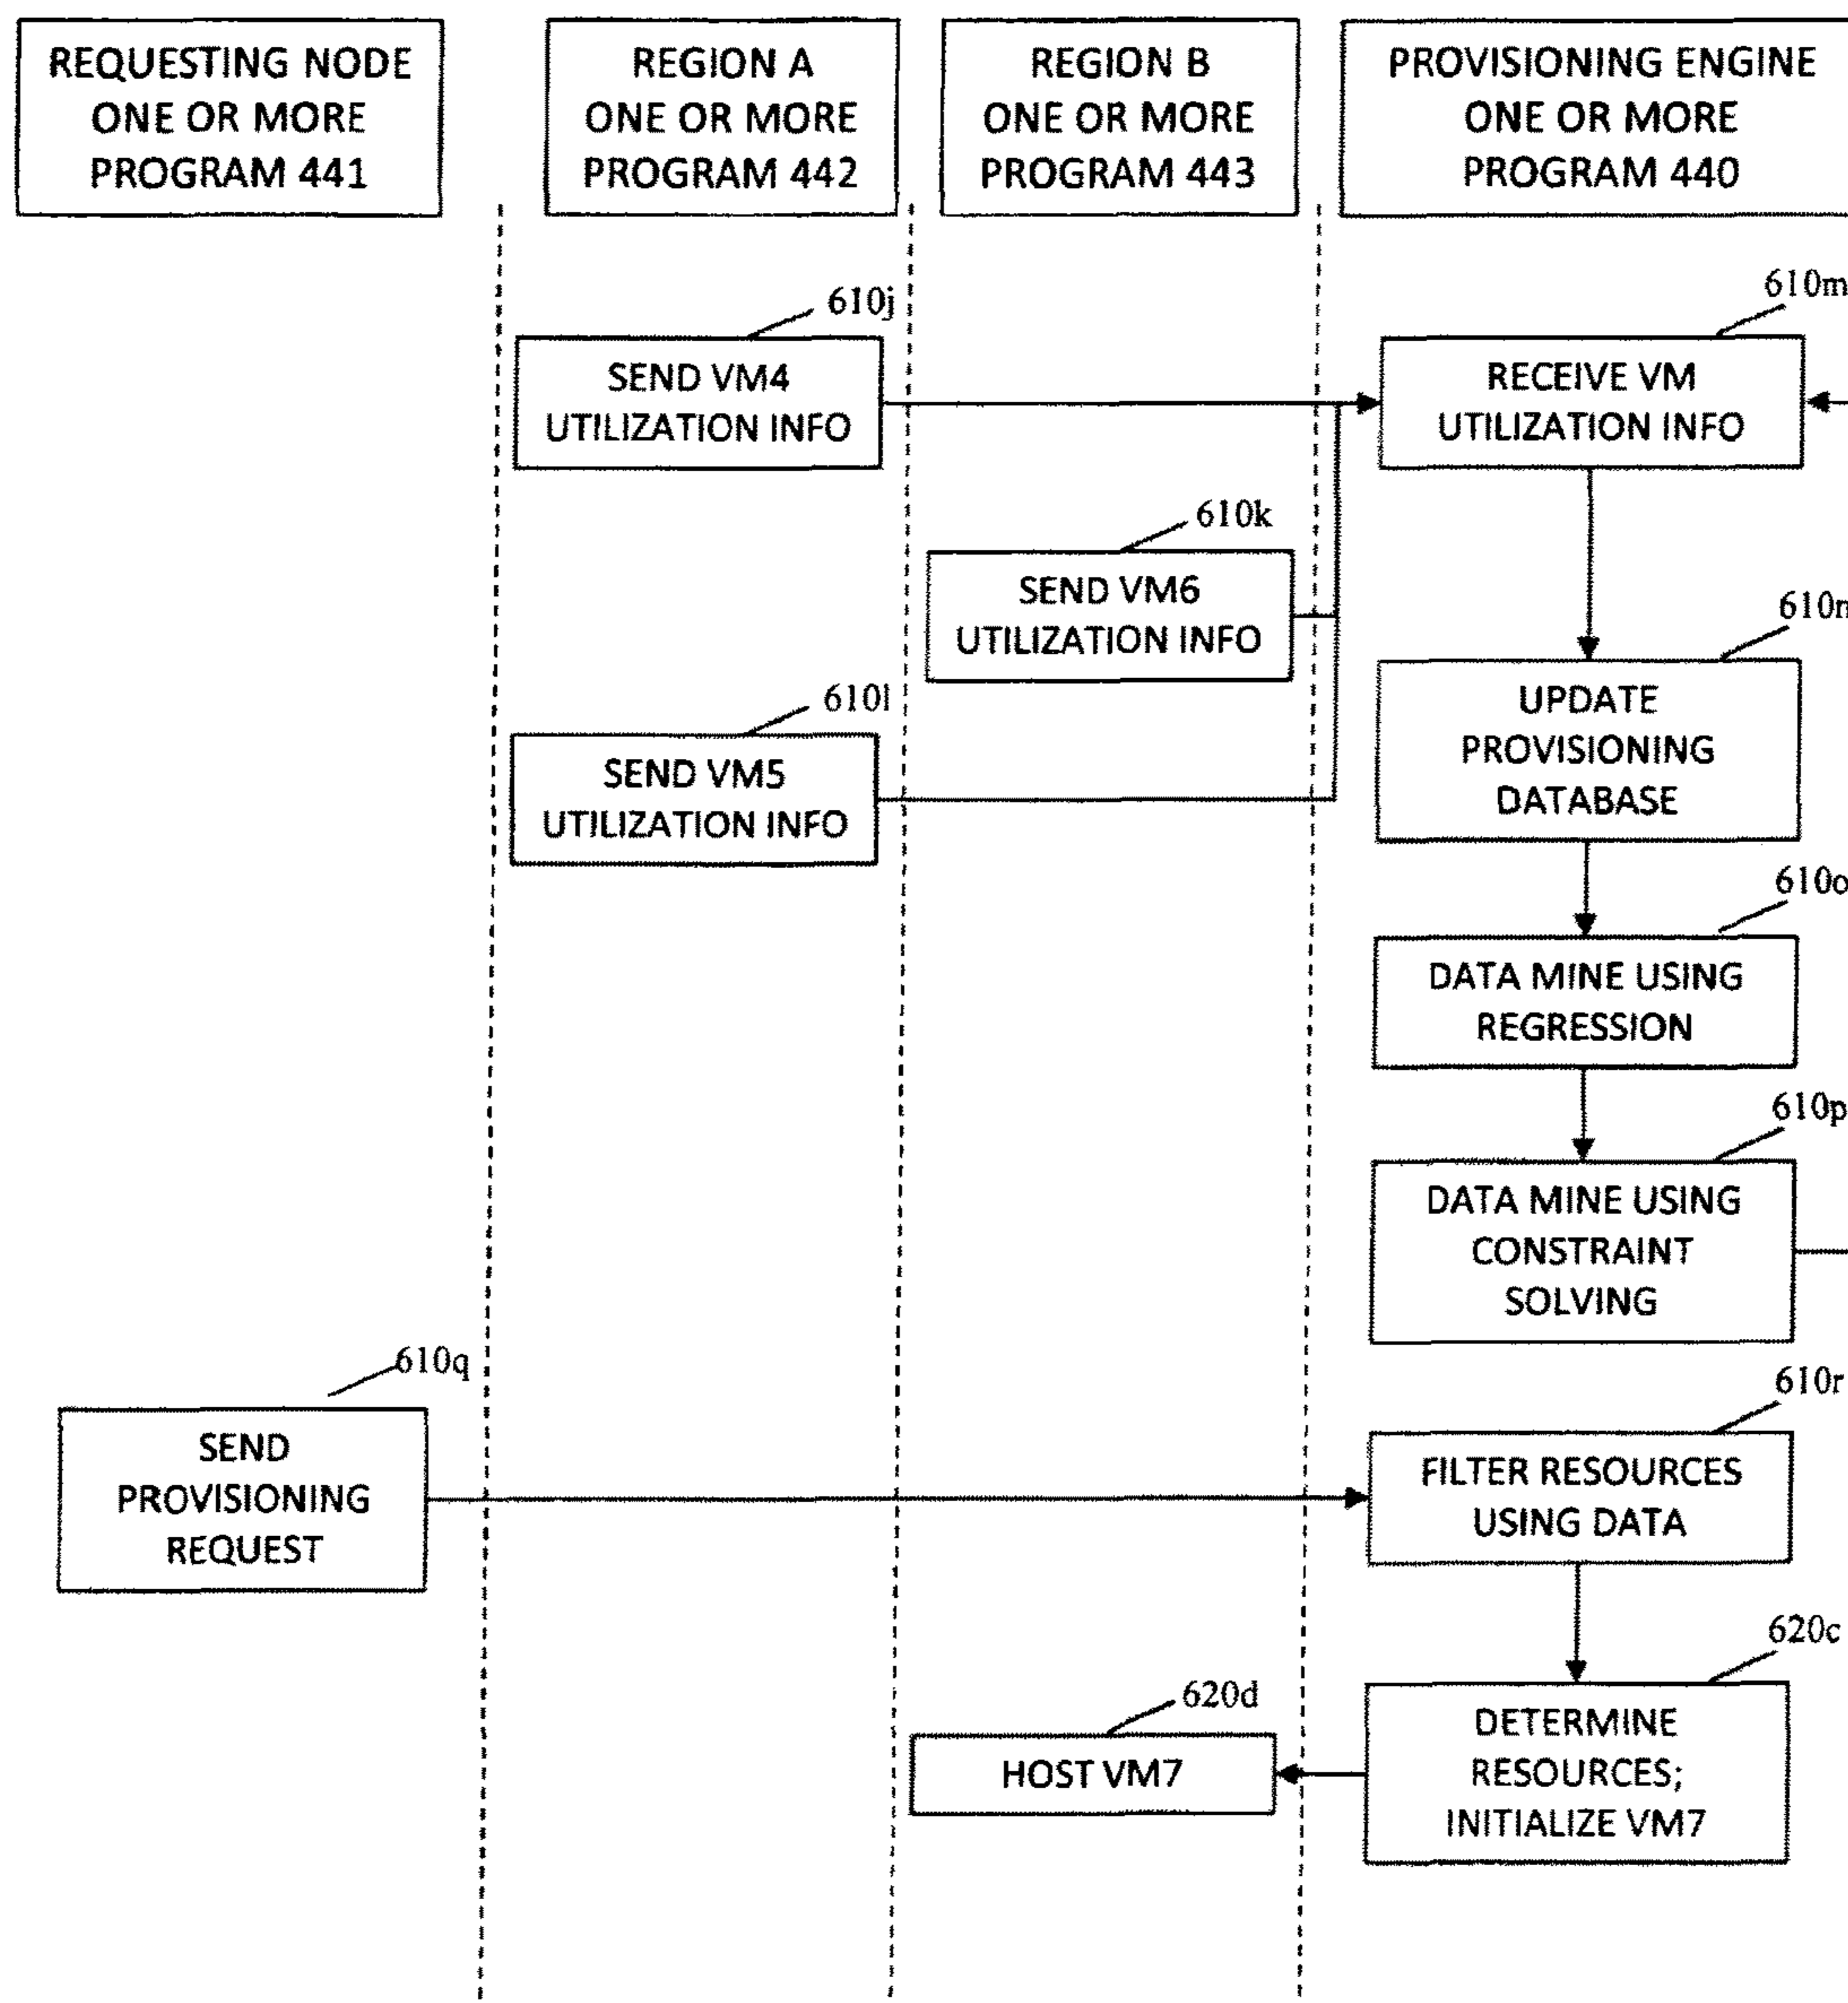 REQUESTING NODE
ONE OR MORE
PROGRAM 441
REGION A
ONE OR MORE
PROGRAM 442
REGION B
ONE OR MORE
PROGRAM 443
PROVISIONING ENGINE
ONE OR MORE
PROGRAM 440
610j
SEND VM4
UTILIZATION INFO
610m
RECEIVE VM
UTILIZATION INFO
610k
SEND VM6
UTILIZATION INFO
610n
UPDATE
PROVISIONING
DATABASE
610l
SEND VM5
UTILIZATION INFO
610o
DATA MINE USING
REGRESSION
610p
DATA MINE USING
CONSTRAINT
SOLVING
610q
SEND
PROVISIONING
REQUEST
610r
FILTER RESOURCES
USING DATA
620c
DETERMINE
RESOURCES;
INITIALIZE VM7
620d
HOST VM7